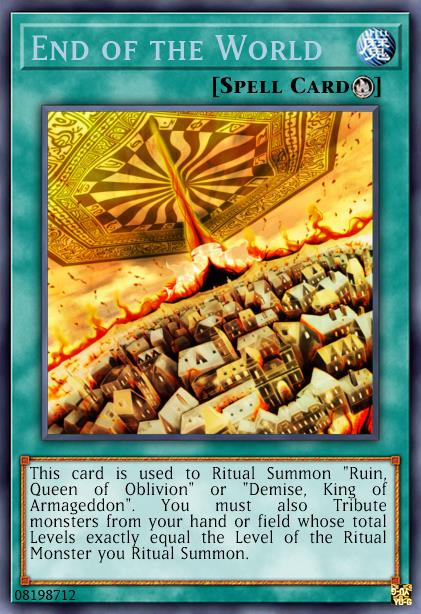 End of the World
魔
[Spell Card]
This card is used to Ritual Summon "Ruin,
Queen of Oblivion" or "Demise, King of
Armageddon". You must also Tribute
monsters from your hand or field whose total
Levels exactly equal the Level of the Ritual
Monster you Ritual Summon.
08198712